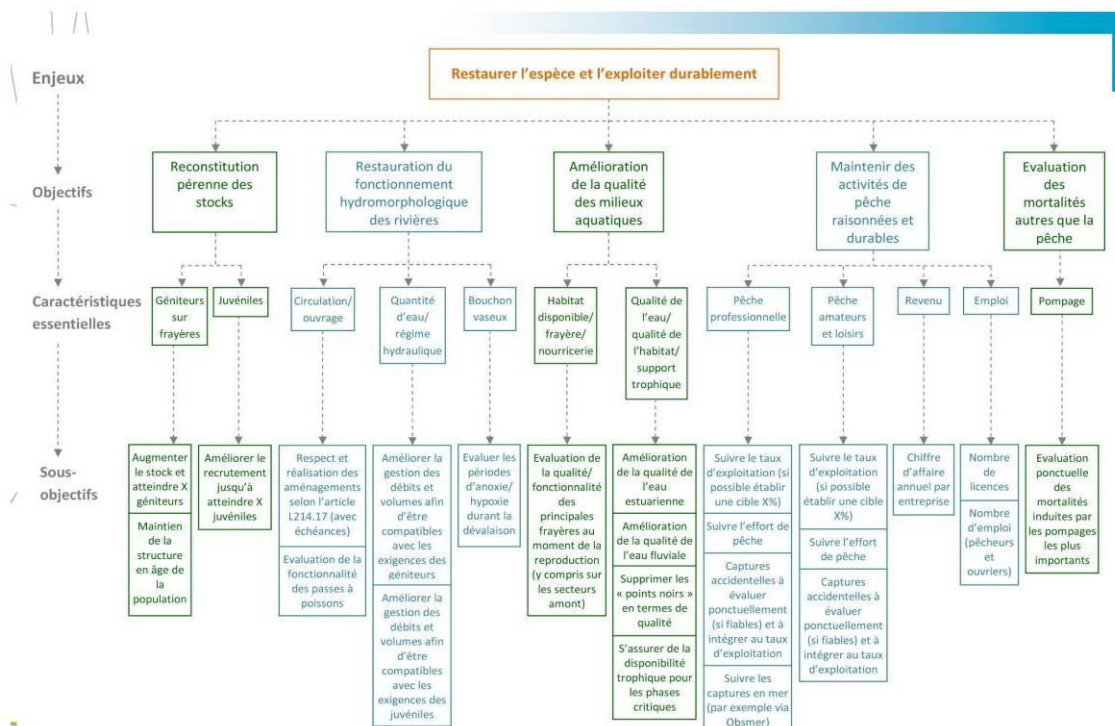 Enjeux
Restaurer l'espèce et l'exploiter durablement
Objectifs
Reconstitution
pérenne des
stocks
Restauration du
fonctionnement
hydromorphologique
des rivières
Amélioration
de la qualité
des milieux
aquatiques
Maintenir des
activités de
pêche
raisonnées et
durables
Evaluation
des
mortalités
autres que la
pêche
Caractéristiques
essentielles
Géniteurs
sur
frayères
Juvéniles
Circulation/
ouvrage
Quantité
d'eau/
régime
hydraulique
Bouchon
vaseux
Habitat
disponible/
frayère/
nourricerie
Qualité de
l'eau/
qualité de
l'habitat/
support
trophique
Pêche
professionnelle
Pêche
amateurs
et loisirs
Revenu
Emploi
Pompage
Sous-
objectifs
Augmenter
le stock et
atteindre X
géniteurs
Maintien
de la
structure
en âge de
la
population
Améliorer le
recrutement
jusqu'à
atteindre X
juvéniles
Respect et
réalisation des
aménagements
selon l'article
L214.17 (avec
échéances)
Evaluation de la
fonctionnalité
des passes à
poissons
Améliorer la
gestion des
débits et
volumes afin
d'être
compatibles
avec les
exigences des
géniteurs
Améliorer la
gestion des
débits et
volumes afin
d'être
compatibles
avec les
exigences des
juvéniles
Evaluer les
périodes
d'anoxie/
hypoxie
durant la
dévalaison
Evaluation de
la qualité/
fonctionnalité
des
principales
frayères au
moment de la
reproduction
(y compris sur
les secteurs
amont)
Amélioration
de la qualité de
l'eau
estuarienne
Amélioration
de la qualité de
l'eau fluviale
Supprimer les
« points noirs »
en termes de
qualité
S'assurer de la
disponibilité
trophique pour
les phases
critiques
Suivre le taux
d'exploitation (si
possible établir
une cible X%)
Suivre l'effort de
pêche
Captures
accidentelles à
évaluer
ponctuellement
(si fiables) et à
intégrer au taux
d'exploitation
Suivre les
captures en mer
(par exemple via
Obsmer)
Suivre le taux
d'exploitation
(si possible
établir une cible
X%)
Suivre l'effort
de pêche
Captures
accidentelles à
évaluer
ponctuellement
(si fiables) et à
intégrer au taux
d'exploitation
Chiffre
d'affaire
annuel par
entreprise
Nombre
de
licences
Nombre
d'emploi
(pêcheurs
et
ouvriers)
Evaluation
ponctuelle
des
mortalités
induites par
les pompages
les plus
importants